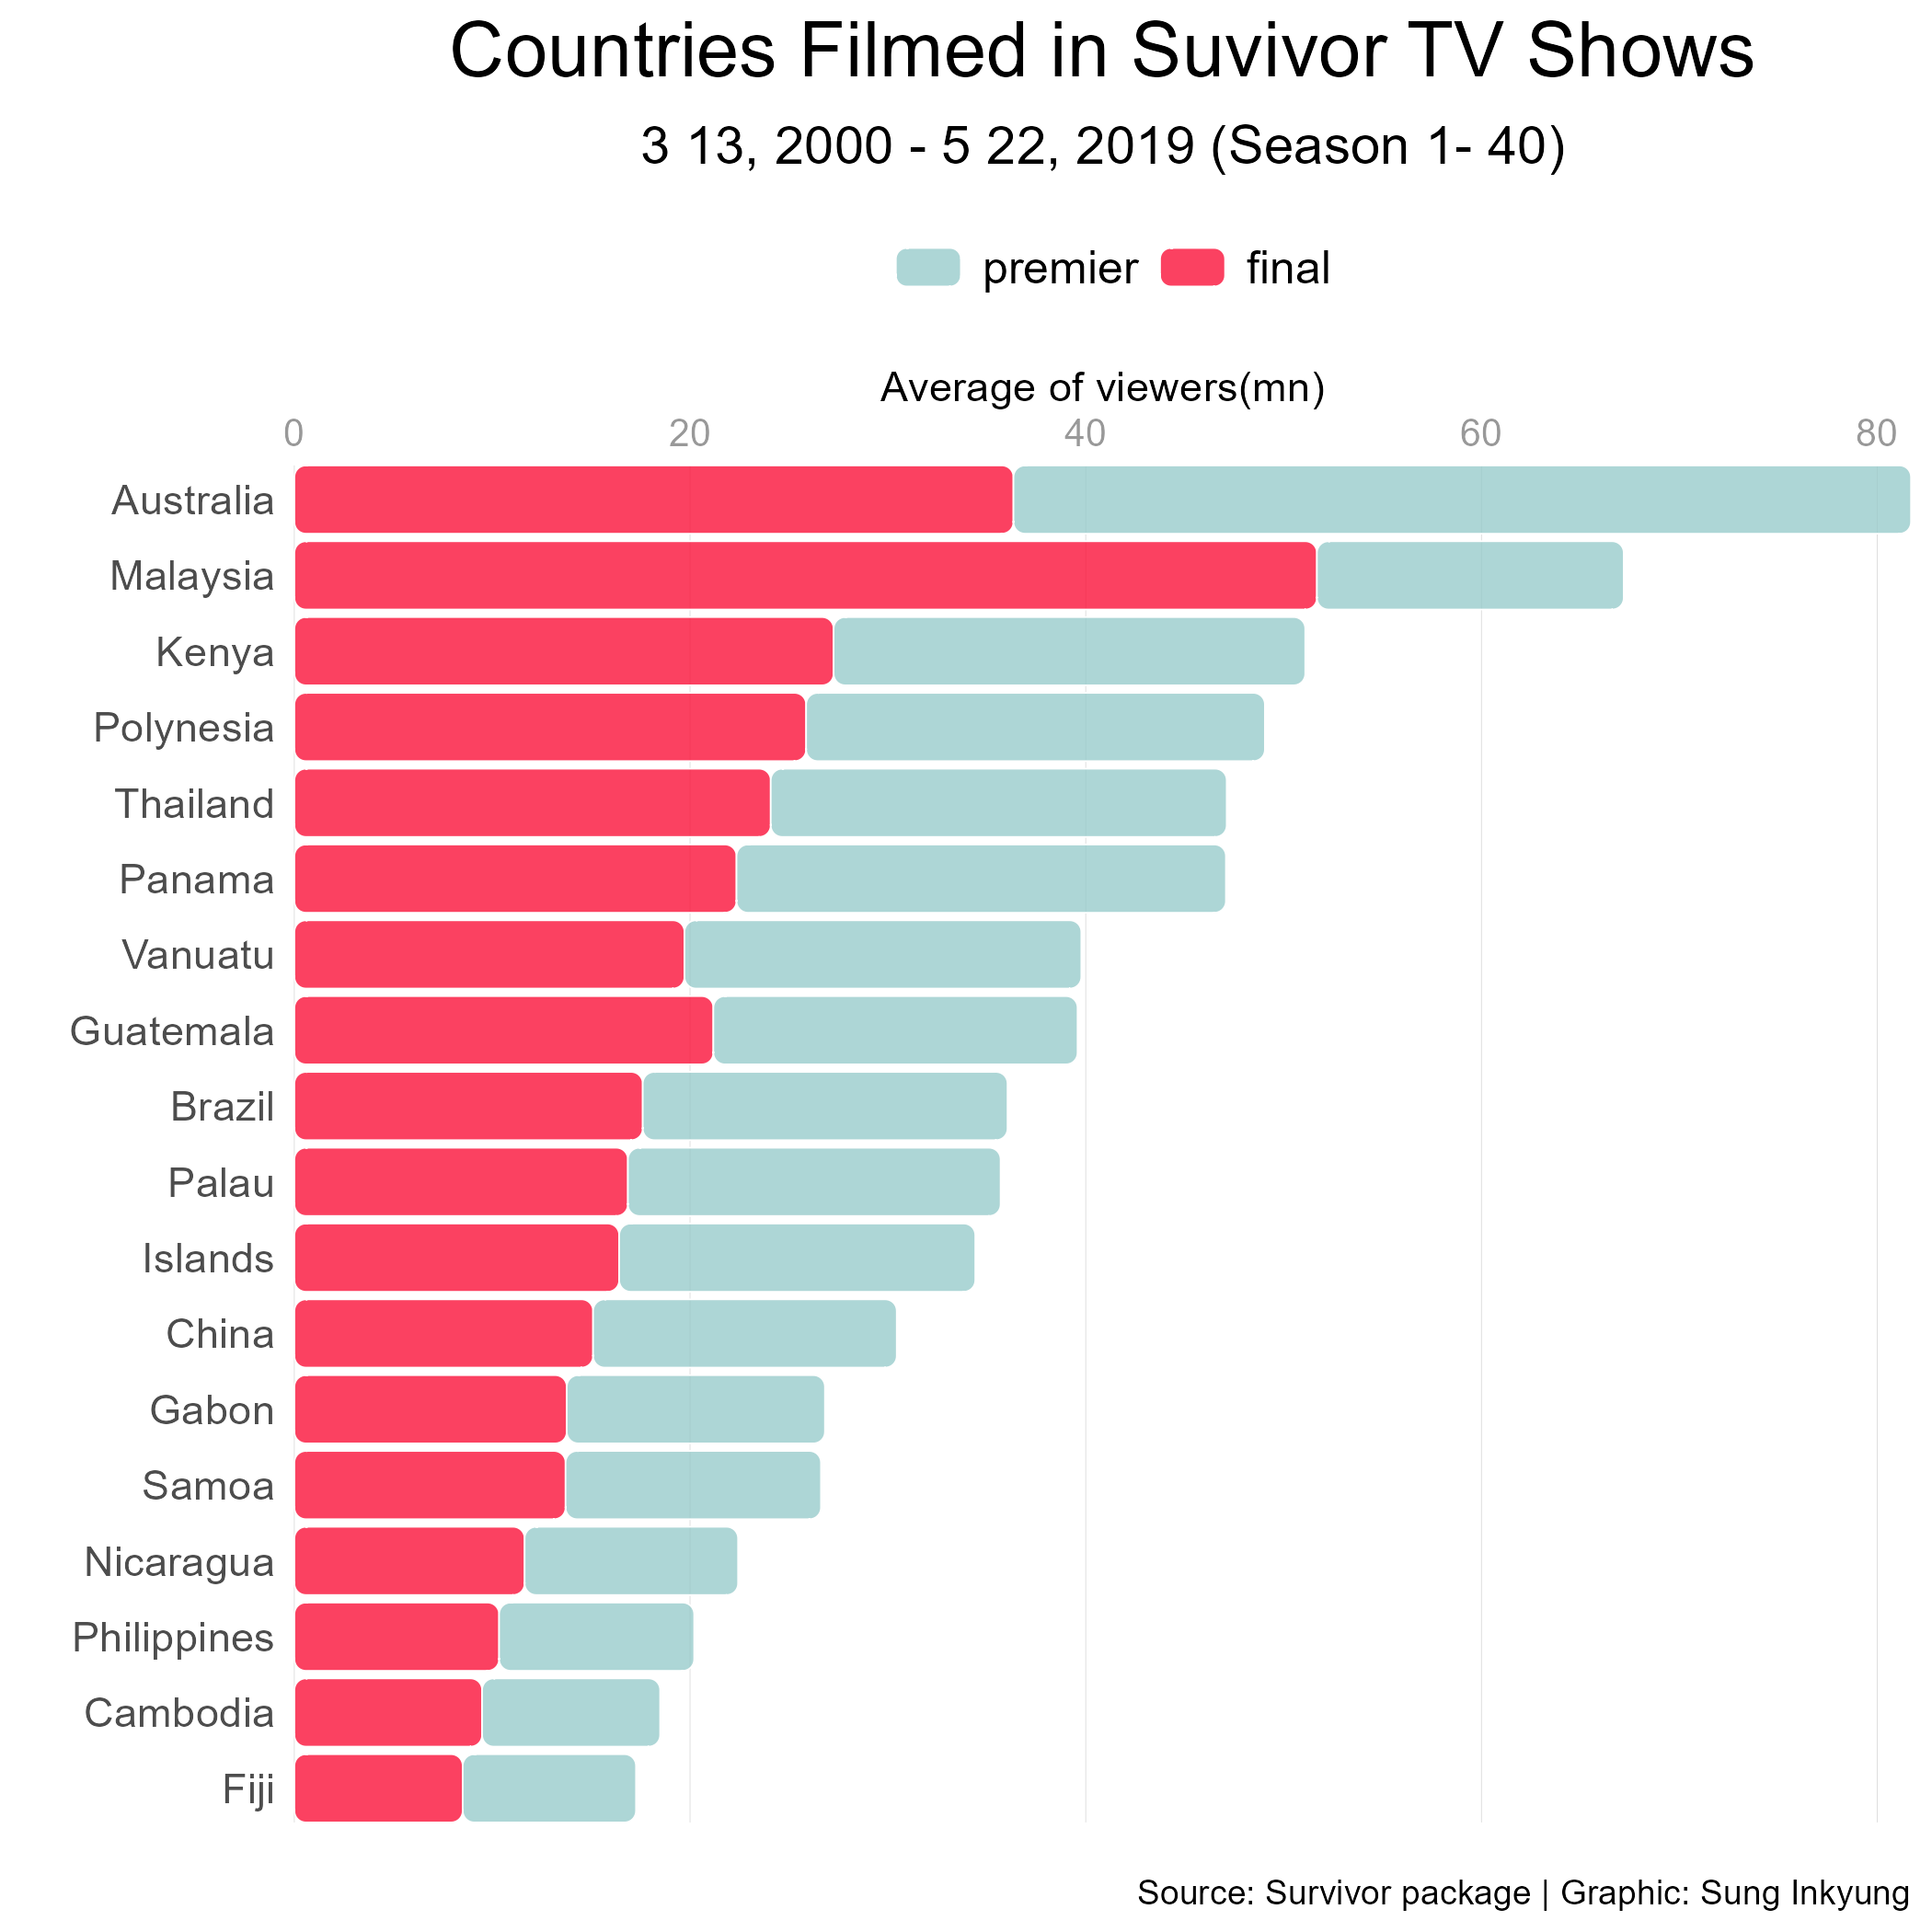 Countries Filmed in Suvivor TV Shows
3 13, 2000 - 5 22, 2019 (Season 1- 40)
premier final
Average of viewers(mn)
0 20 40 60 80
Australia
Malaysia
Kenya
Polynesia
Thailand
Panama
Vanuatu
Guatemala
Brazil
Palau
Islands
China
Gabon
Samoa
Nicaragua
Philippines
Cambodia
Fiji
Source: Survivor package | Graphic: Sung Inkyung